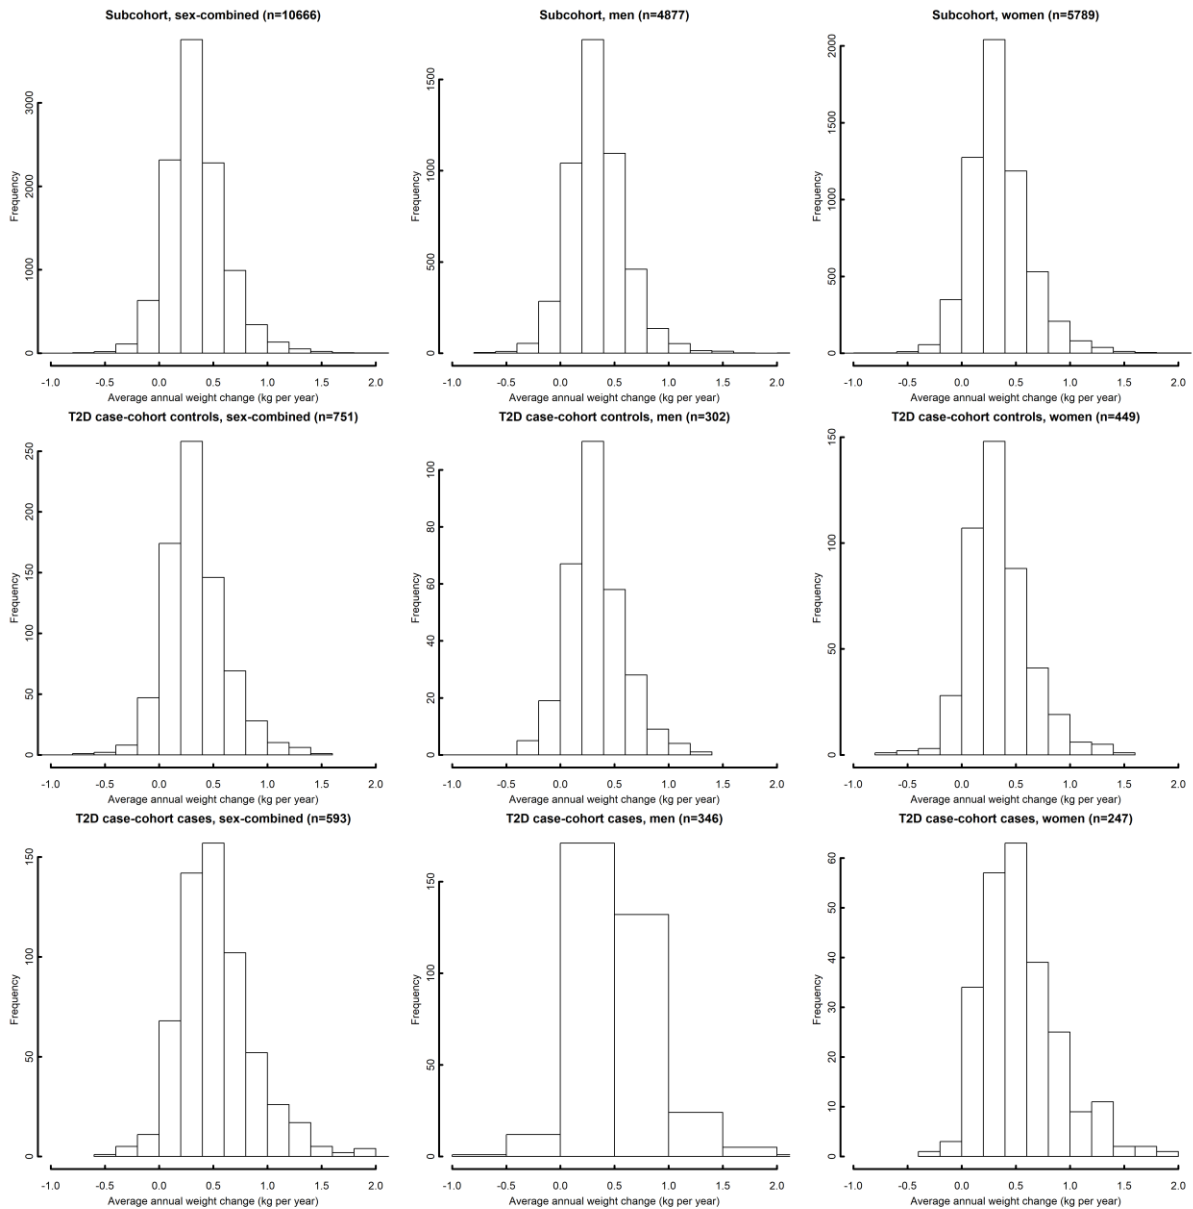 Subcohort, sex-combined (n=10666)
Frequency
0 1000 2000 3000
-1.0 -0.5 0.0 0.5 1.0 1.5 2.0
Average annual weight change (kg per year)
Subcohort, men (n=4877)
Frequency
0 500 1000 1500
-1.0 -0.5 0.0 0.5 1.0 1.5 2.0
Average annual weight change (kg per year)
Subcohort, women (n=5789)
Frequency
0 500 1000 1500 2000
-1.0 -0.5 0.0 0.5 1.0 1.5 2.0
Average annual weight change (kg per year)
T2D case-cohort controls, sex-combined (n=751)
Frequency
0 50 100 150 200 250
-1.0 -0.5 0.0 0.5 1.0 1.5 2.0
Average annual weight change (kg per year)
T2D case-cohort controls, men (n=302)
Frequency
0 20 40 60 80 100
-1.0 -0.5 0.0 0.5 1.0 1.5 2.0
Average annual weight change (kg per year)
T2D case-cohort controls, women (n=449)
Frequency
0 50 100 150
-1.0 -0.5 0.0 0.5 1.0 1.5 2.0
Average annual weight change (kg per year)
T2D case-cohort cases, sex-combined (n=593)
Frequency
0 50 100 150
-1.0 -0.5 0.0 0.5 1.0 1.5 2.0
Average annual weight change (kg per year)
T2D case-cohort cases, men (n=346)
Frequency
0 50 100 150
-1.0 -0.5 0.0 0.5 1.0 1.5 2.0
Average annual weight change (kg per year)
T2D case-cohort cases, women (n=247)
Frequency
0 10 20 30 40 50 60
-1.0 -0.5 0.0 0.5 1.0 1.5 2.0
Average annual weight change (kg per year)